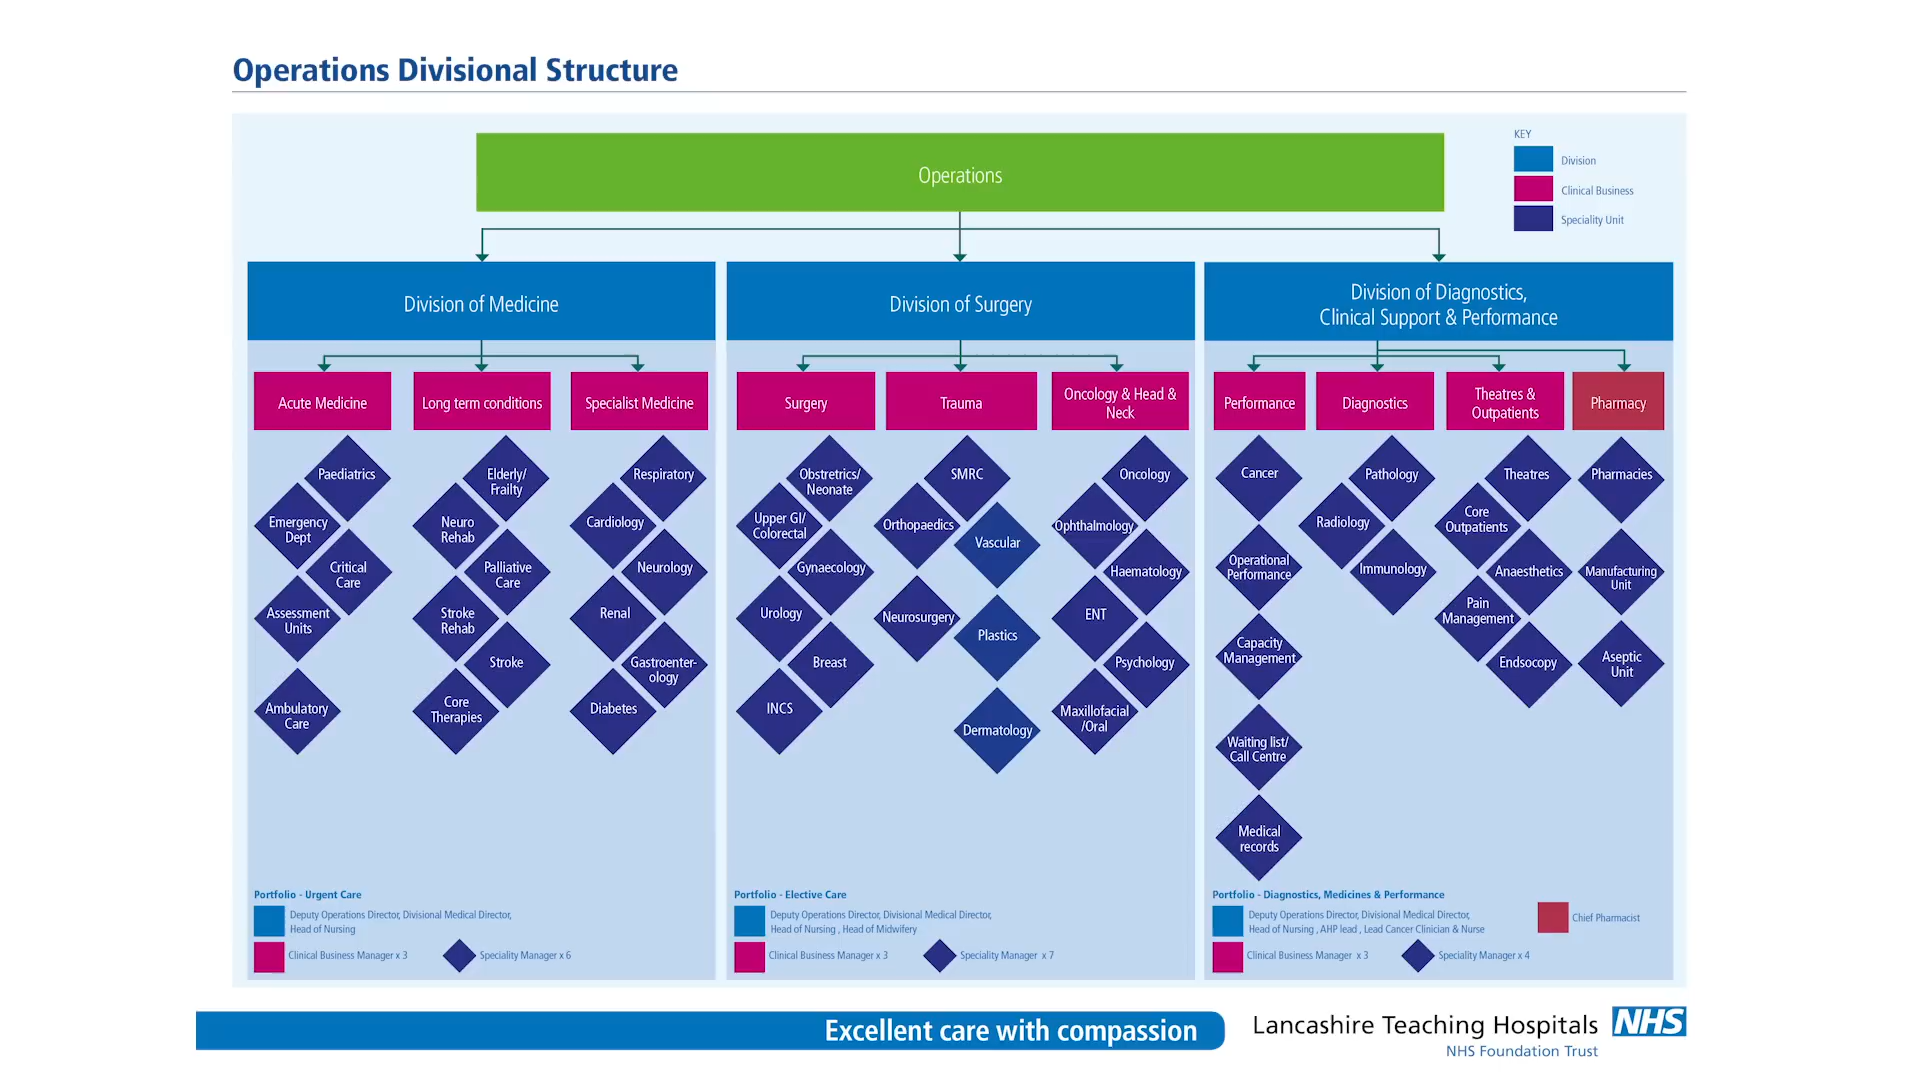 Operations Divisional Structure
KEY
Division
Clinical Business
Speciality Unit
Operations
Division of Medicine
Division of Surgery
Division of Diagnostics,
Clinical Support & Performance
Acute Medicine
Long term conditions
Specialist Medicine
Surgery
Trauma
Oncology & Head &
Neck
Performance
Diagnostics
Theatres &
Outpatients
Pharmacy
Paediatrics
Emergency
Dept
Critical
Care
Assessment
Units
Ambulatory
Care
Elderly/
Frailty
Neuro
Rehab
Palliative
Care
Stroke
Rehab
Stroke
Core
Therapies
Respiratory
Cardiology
Neurology
Renal
Gastroenter-
ology
Diabetes
Obstretrics/
Neonate
Upper GI/
Colorectal
Gynaecology
Urology
Breast
INCS
SMRC
Orthopaedics
Vascular
Neurosurgery
Plastics
Dermatology
Oncology
Ophthalmology
Haematology
ENT
Psychology
Maxillofacial
/Oral
Cancer
Operational
Performance
Capacity
Management
Waiting list/
Call Centre
Medical
records
Pathology
Radiology
Immunology
Theatres
Core
Outpatients
Anaesthetics
Pain
Management
Endsocopy
Pharmacies
Manufacturing
Unit
Aseptic
Unit
Portfolio - Urgent Care
Deputy Operations Director, Divisional Medical Director,
Head of Nursing
Clinical Business Manager x 3
Speciality Manager x 6
Portfolio - Elective Care
Deputy Operations Director, Divisional Medical Director,
Head of Nursing , Head of Midwifery
Clinical Business Manager x 3
Speciality Manager x 7
Portfolio - Diagnostics, Medicines & Performance
Deputy Operations Director, Divisional Medical Director,
Head of Nursing , AHP lead , Lead Cancer Clinician & Nurse
Chief Pharmacist
Clinical Business Manager x 3
Speciality Manager x 4
Excellent care with compassion
Lancashire Teaching Hospitals NHS
NHS Foundation Trust